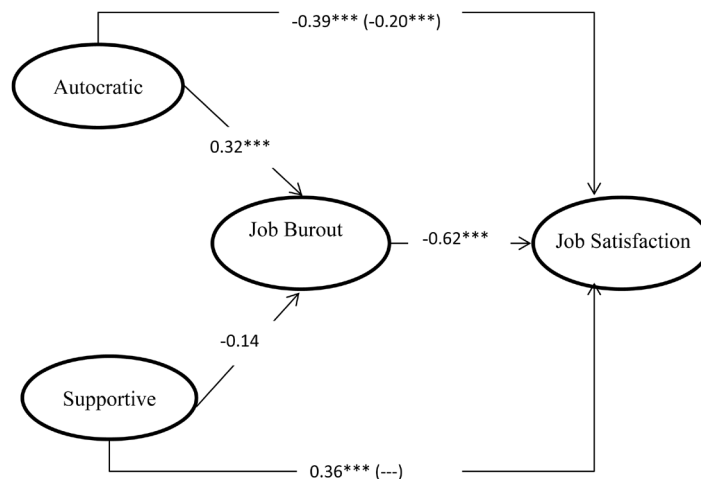 -0.39*** (-0.20***)
Autocratic
0.32***
Job Burout
-0.62***
Job Satisfaction
-0.14
Supportive
0.36*** (---)